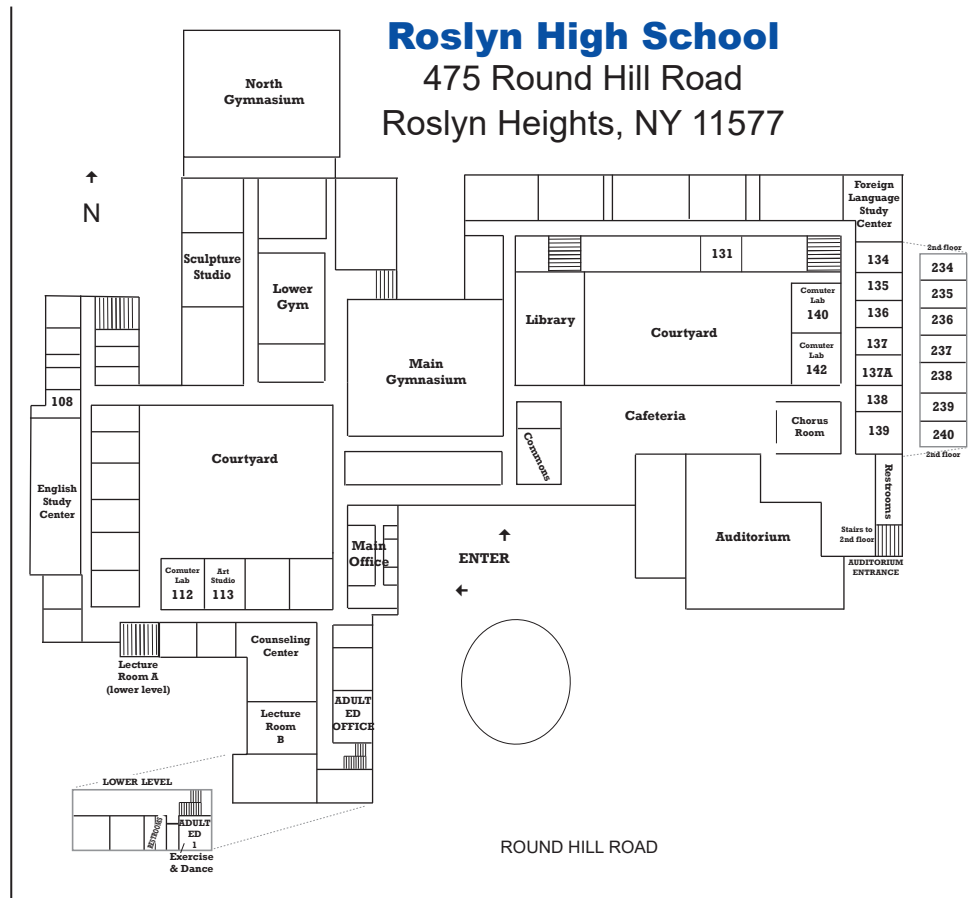 Roslyn High School
475 Round Hill Road
Roslyn Heights, NY 11577
North
Gymnasium
N
Foreign
Language
Study
Center
2nd floor
Sculpture
Studio
Lower
Gym
131
134
234
135
235
Comuter
Lab
140
136
236
Library
Courtyard
Main
Gymnasium
Comuter
Lab
142
137
237
137A
238
108
138
239
Cafeteria
Chorus
Room
139
240
2nd floor
Commons
Courtyard
English
Study
Center
Restrooms
Main
Office
ENTER
Auditorium
Stairs to
2nd floor
AUDITORIUM
ENTRANCE
Comuter
Lab
112
Art
Studio
113
Counseling
Center
Lecture
Room A
(lower level)
ADULT
ED
OFFICE
Lecture
Room
B
LOWER LEVEL
RESTROOMS
ADULT
ED
1
/
Exercise
& Dance
ROUND HILL ROAD